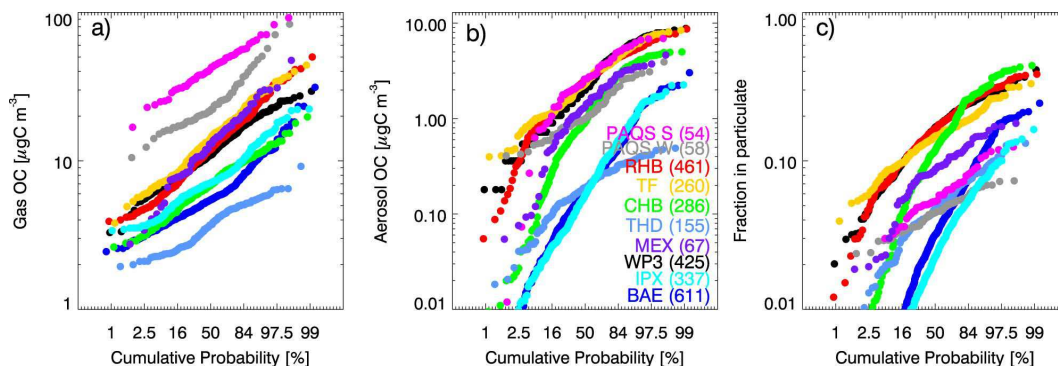 a)
100
10
1
Gas OC [µgC m-3]
1 2.5 16 50 84 97.5 99
Cumulative Probability [%]
b)
10.00
1.00
0.10
0.01
Aerosol OC [µgC m-3]
PAQS S (54)
PAQS W (58)
RHB (461)
TF (260)
CHB (286)
THD (155)
MEX (67)
WP3 (425)
IPX (337)
BAE (611)
1 2.5 16 50 84 97.5 99
Cumulative Probability [%]
c)
1.00
0.10
0.01
Fraction in particulate
1 2.5 16 50 84 97.5 99
Cumulative Probability [%]